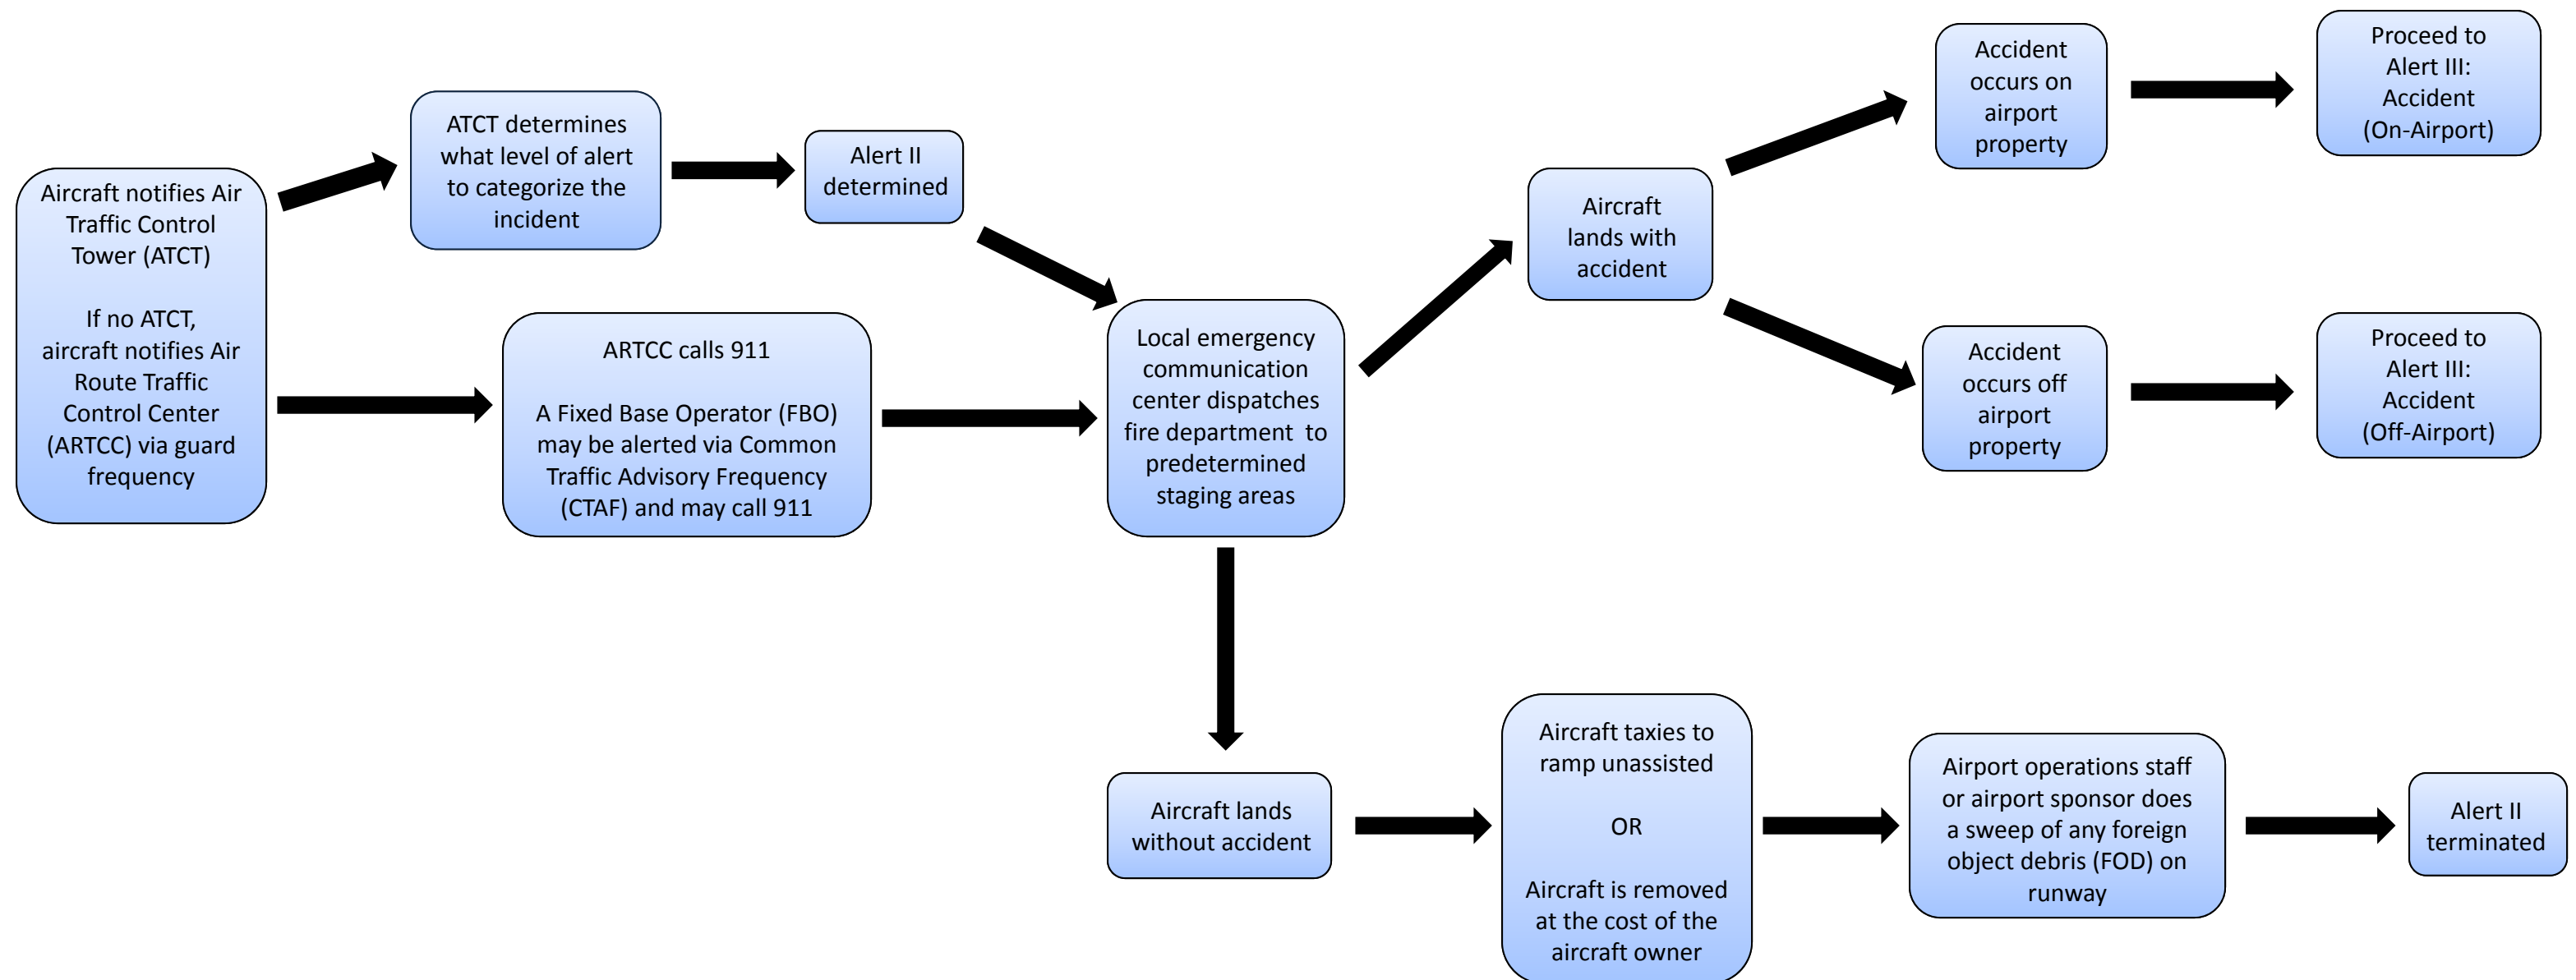 Aircraft notifies Air
Traffic Control
Tower (ATCT)
If no ATCT,
aircraft notifies Air
Route Traffic
Control Center
(ARTCC) via guard
frequency
ATCT determines
what level of alert
to categorize the
incident
Alert II
determined
ARTCC calls 911
A Fixed Base Operator (FBO)
may be alerted via Common
Traffic Advisory Frequency
(CTAF) and may call 911
Local emergency
communication
center dispatches
fire department to
predetermined
staging areas
Aircraft
lands with
accident
Accident
occurs on
airport
property
Proceed to
Alert III:
Accident
(On-Airport)
Accident
occurs off
airport
property
Proceed to
Alert III:
Accident
(Off-Airport)
Aircraft lands
without accident
Aircraft taxies to
ramp unassisted
OR
Aircraft is removed
at the cost of the
aircraft owner
Airport operations staff
or airport sponsor does
a sweep of any foreign
object debris (FOD) on
runway
Alert II
terminated